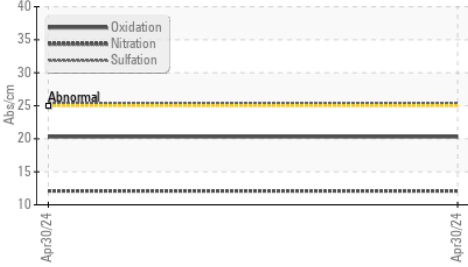 40
Oxidation
35
Nitration
Sulfation
30
Abnormal
25
Abs/cm
20
15
10
Apr30/24
Apr30/24